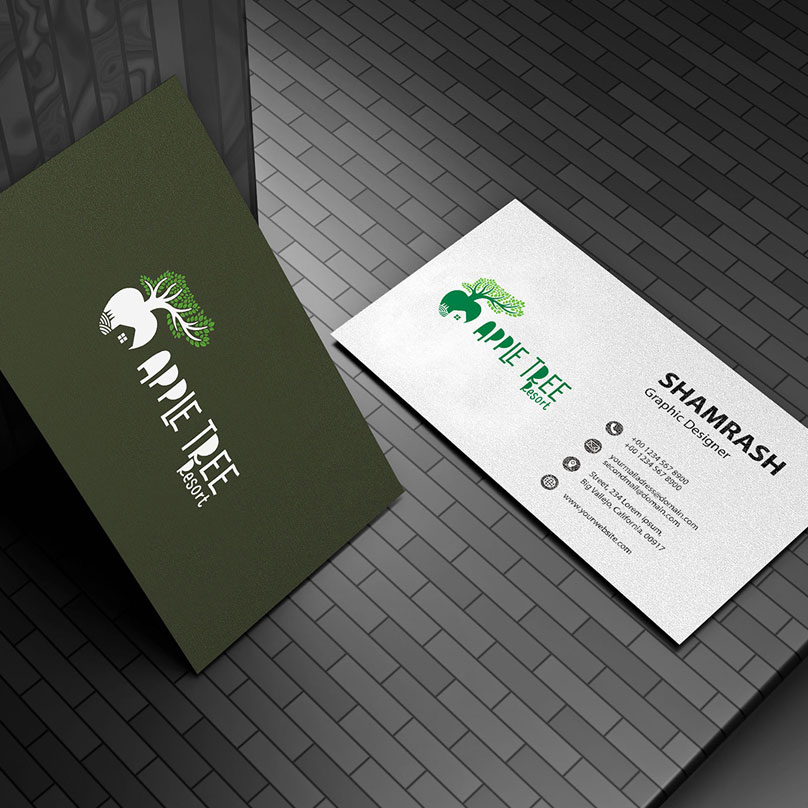 APPLE TREE
Resort
APPLE TREE
Resort
SHAMRASH
Graphic Designer
+00 1234 567 8900
+00 1234 567 8900
yourmailadress@domain.com
secondmail@domain.com
Street, 234 Lorem ipsum,
Big Vallejo, California, 00917
www.yourwebsite.com